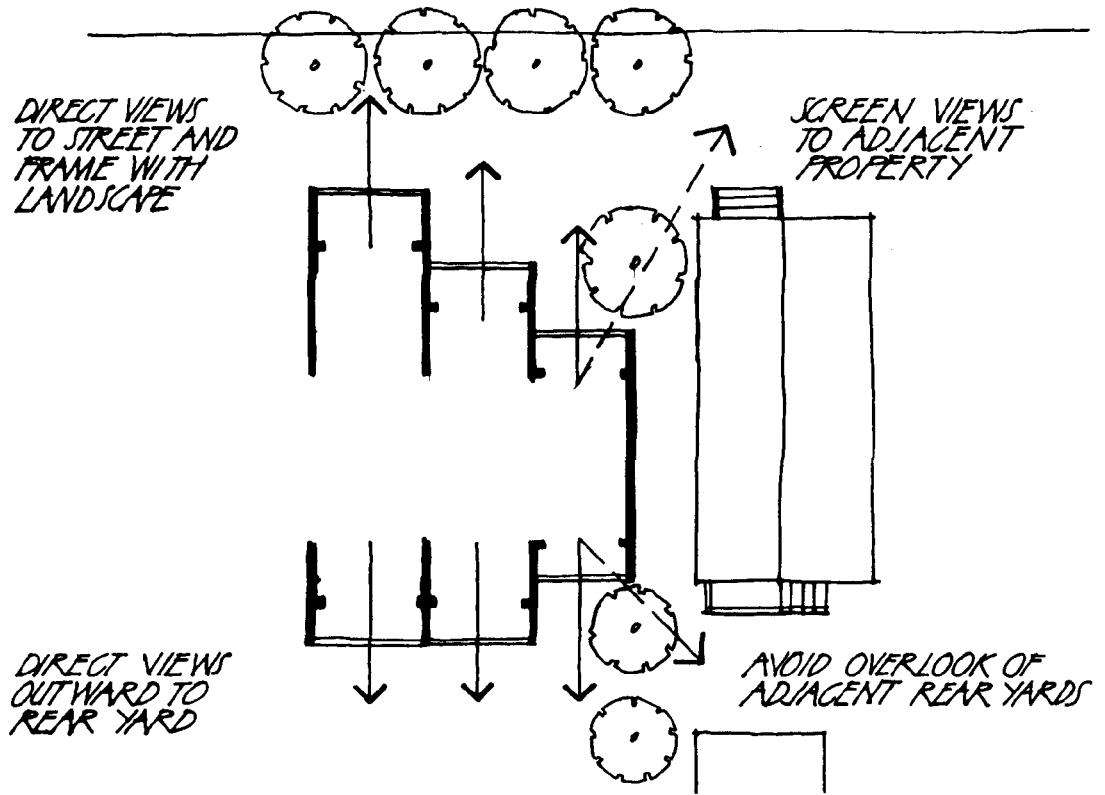 DIRECT VIEWS
TO STREET AND
FRAME WITH
LANDSCAPE
SCREEN VIEWS
TO ADJACENT
PROPERTY
DIRECT VIEWS
OUTWARD TO
REAR YARD
AVOID OVERLOOK OF
ADJACENT REAR YARDS